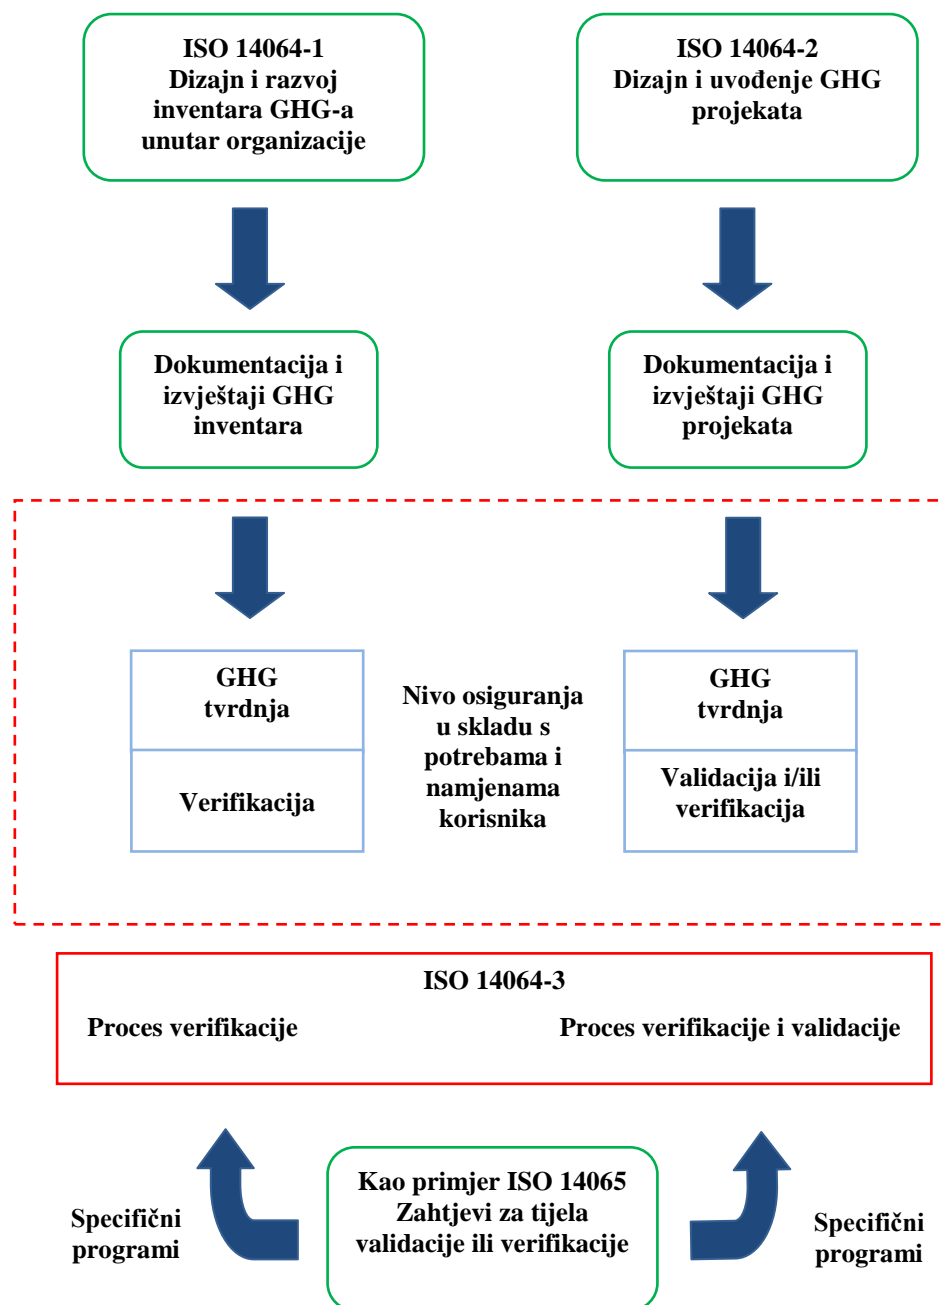 ISO 14064-1
Dizajn i razvoj
inventara GHG-a
unutar organizacije
ISO 14064-2
Dizajn i uvođenje GHG
projekata
Dokumentacija i
izvještaji GHG
inventara
Dokumentacija i
izvještaji GHG
projekata
GHG
tvrdnja
Verifikacija
Nivo osiguranja
u skladu s
potrebama i
namjenama
korisnika
GHG
tvrdnja
Validacija i/ili
verifikacija
ISO 14064-3
Proces verifikacije
Proces verifikacije i validacije
Specifični
programi
Kao primjer ISO 14065
Zahtjevi za tijela
validacije ili verifikacije
Specifični
programi